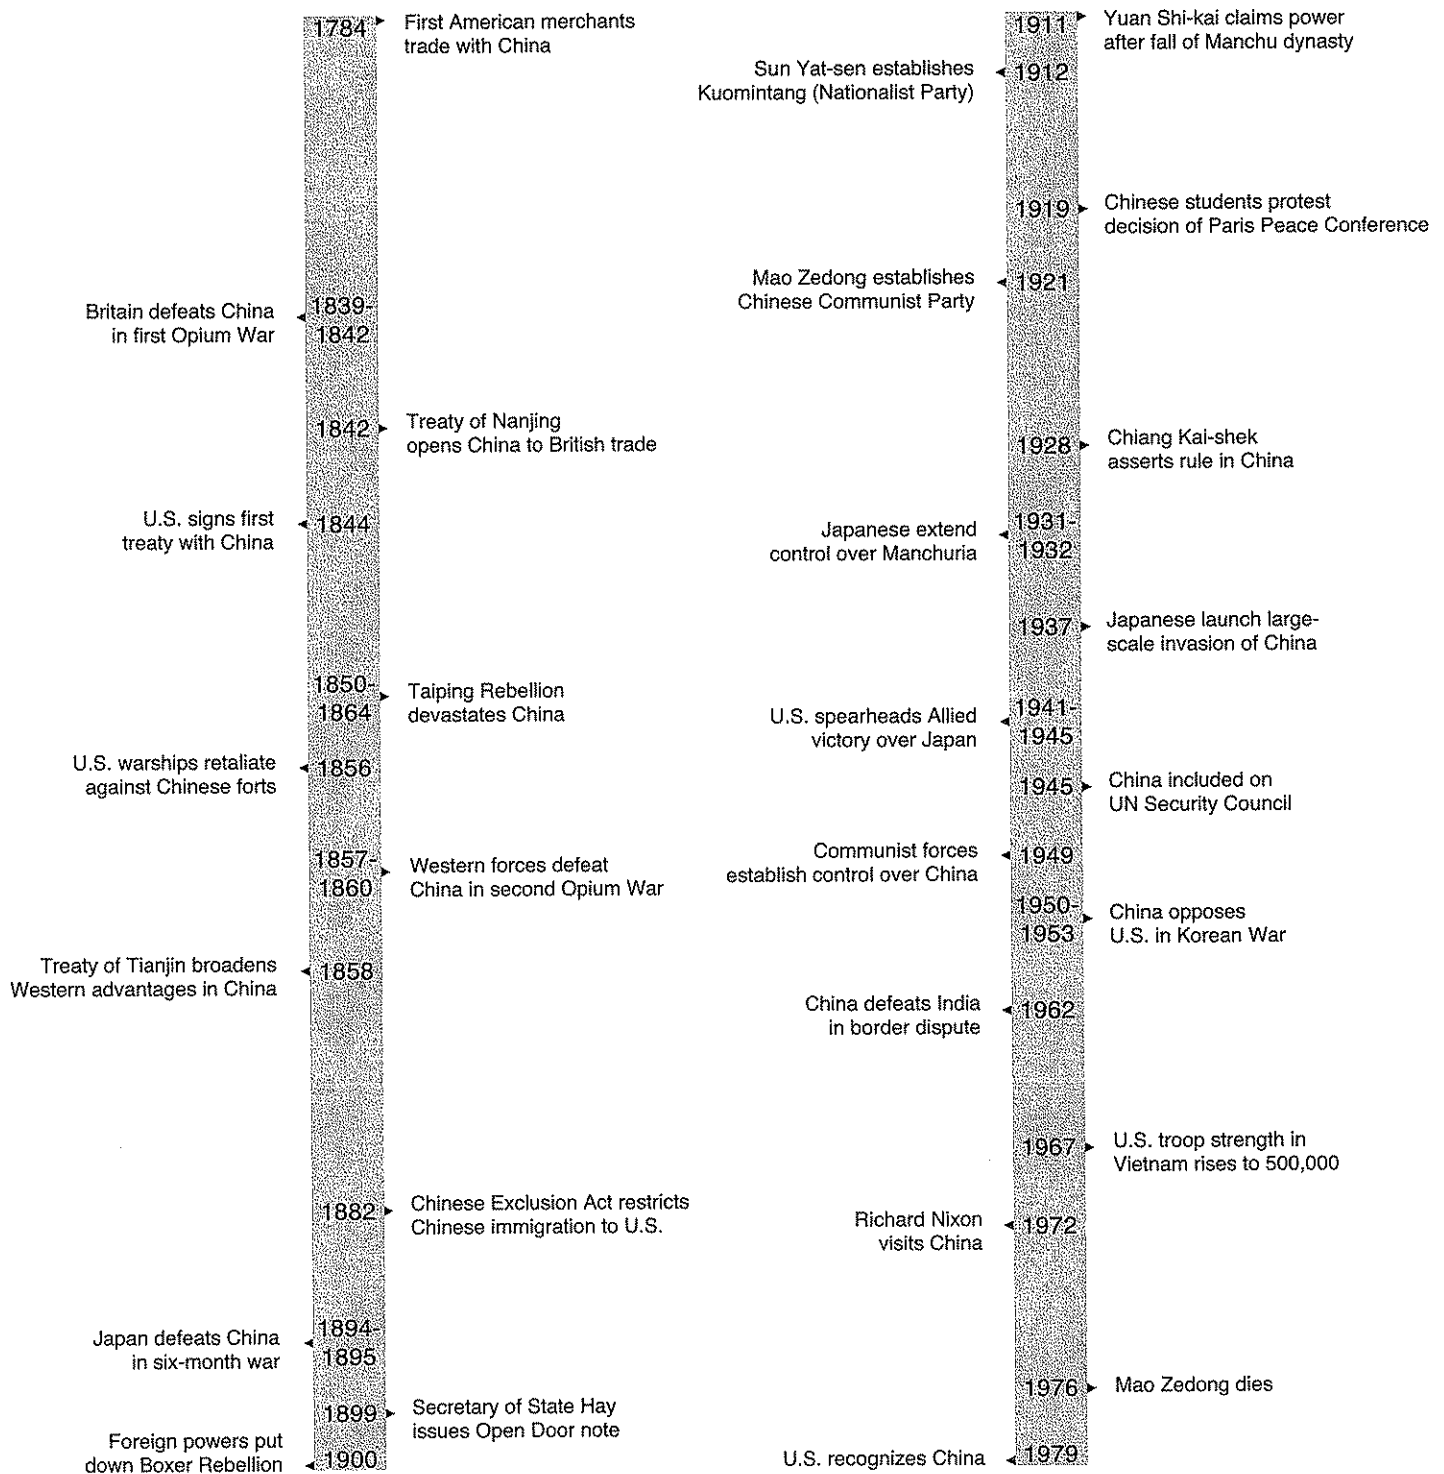 1784
First American merchants
trade with China
Britain defeats China
in first Opium War
1839-
1842
1842
Treaty of Nanjing
opens China to British trade
U.S. signs first
treaty with China
1844
1850-
1864
Taiping Rebellion
devastates China
U.S. warships retaliate
against Chinese forts
1856
1857-
1860
Western forces defeat
China in second Opium War
Treaty of Tianjin broadens
Western advantages in China
1858
1882
Chinese Exclusion Act restricts
Chinese immigration to U.S.
Japan defeats China
in six-month war
1894-
1895
1899
Secretary of State Hay
issues Open Door note
Foreign powers put
down Boxer Rebellion
1900
1911
Yuan Shi-kai claims power
after fall of Manchu dynasty
Sun Yat-sen establishes
Kuomintang (Nationalist Party)
1912
1919
Chinese students protest
decision of Paris Peace Conference
Mao Zedong establishes
Chinese Communist Party
1921
1928
Chiang Kai-shek
asserts rule in China
Japanese extend
control over Manchuria
1931-
1932
1937
Japanese launch large-
scale invasion of China
U.S. spearheads Allied
victory over Japan
1941-
1945
1945
China included on
UN Security Council
Communist forces
establish control over China
1949
1950-
1953
China opposes
U.S. in Korean War
China defeats India
in border dispute
1962
1967
U.S. troop strength in
Vietnam rises to 500,000
Richard Nixon
visits China
1972
1976
Mao Zedong dies
U.S. recognizes China
1979